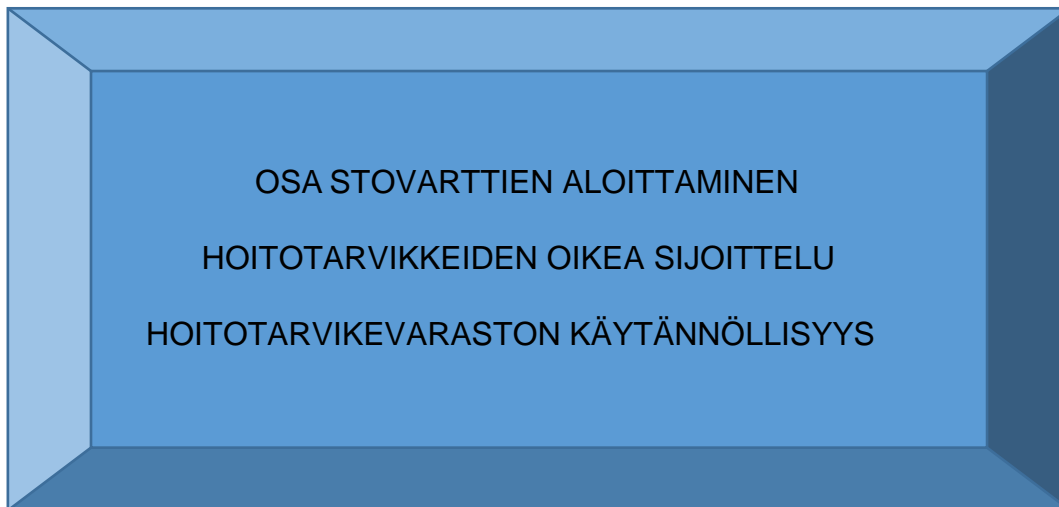 OSA STOVARTTIEN ALOITTAMINEN
HOITOTARVIKKEIDEN OIKEA SIJOITTELU
HOITOTARVIKEVARASTON KÄYTÄNNÖLLISYYS